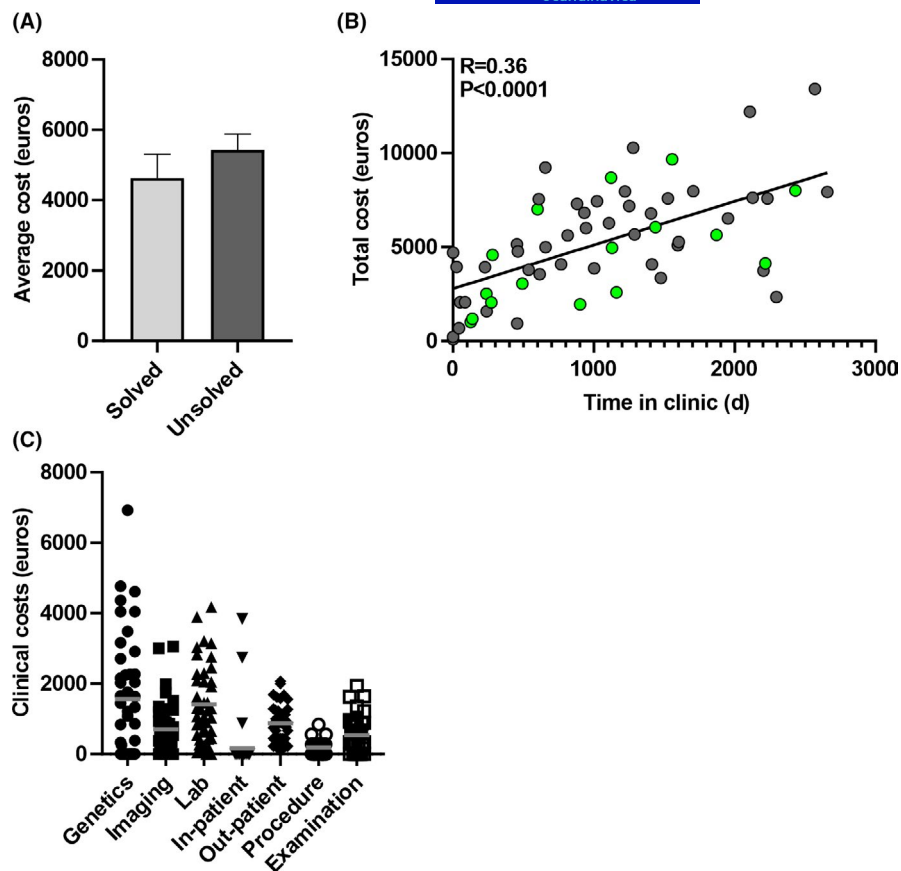 (A)
8000
6000
4000
2000
0
Average cost (euros)
Solved
Unsolved
(B)
15000
10000
5000
0
Total cost (euros)
R=0.36
P<0.0001
0
1000
2000
3000
Time in clinic (d)
(C)
8000
6000
4000
2000
0
Clinical costs (euros)
Genetics
Imaging
Lab
In-patient
Out-patient
Procedure
Examination